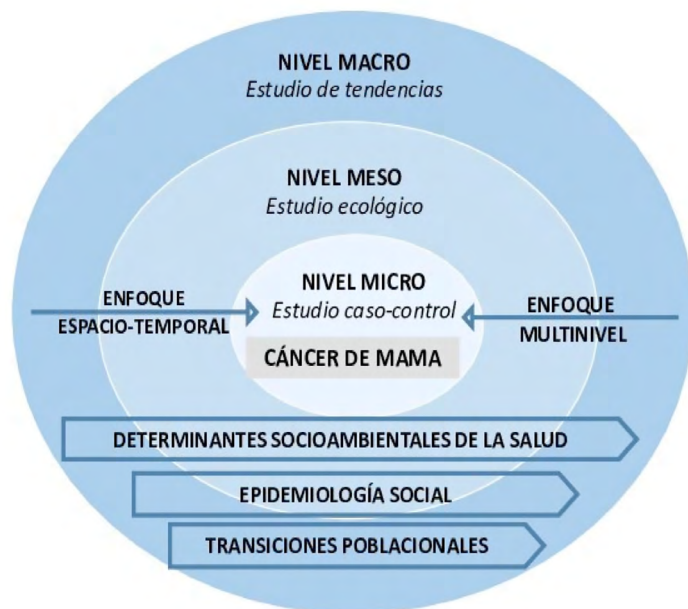 NIVEL MACRO
Estudio de tendencias
NIVEL MESO
Estudio ecológico
NIVEL MICRO
Estudio caso-control
ENFOQUE
ESPACIO-TEMPORAL
ENFOQUE
MULTINIVEL
CÁNCER DE MAMA
DETERMINANTES SOCIOAMBIENTALES DE LA SALUD
EPIDEMIOLOGÍA SOCIAL
TRANSICIONES POBLACIONALES